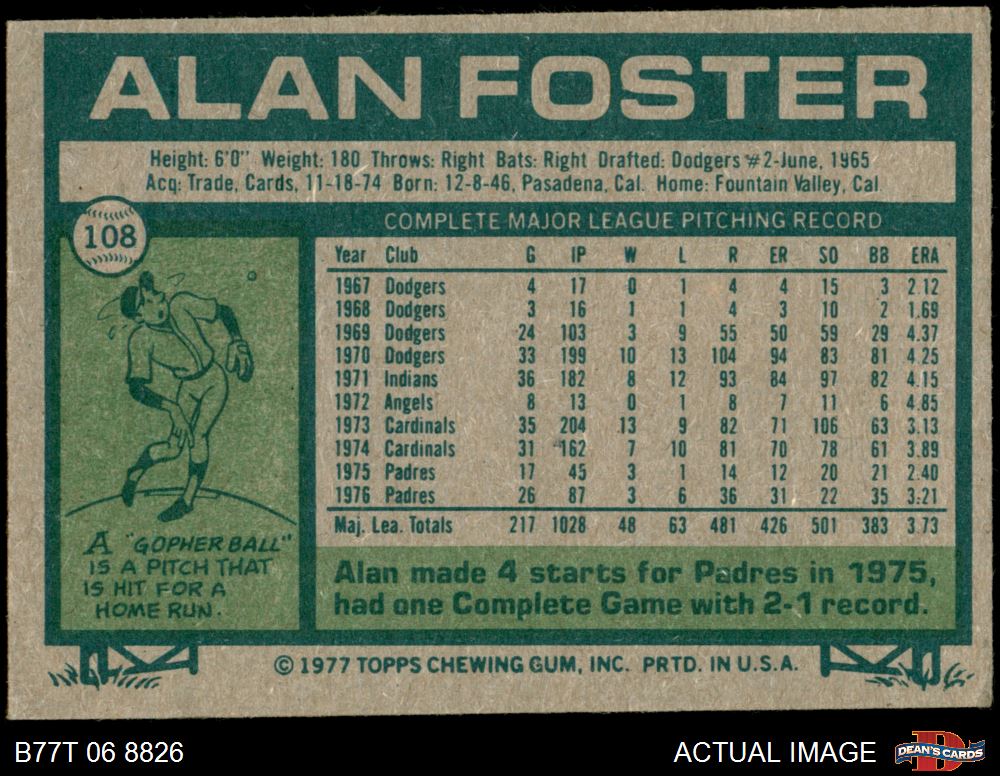 ALAN FOSTER
Height: 6'0" Weight: 180 Throws: Right Bats: Right Drafted: Dodgers #2-June, 1965
Acq: Trade, Cards, 11-18-74 Born: 12-8-46, Pasadena, Cal. Home: Fountain Valley, Cal.
108
COMPLETE MAJOR LEAGUE PITCHING RECORD
Year Club G IP W L R ER SO BB ERA
1967 Dodgers 4 17 0 1 4 4 15 3 2.12
1968 Dodgers 3 16 1 1 4 3 10 2 1.69
1969 Dodgers 24 103 3 9 55 50 59 29 4.37
1970 Dodgers 33 199 10 13 104 94 83 81 4.25
1971 Indians 36 182 8 12 93 84 97 82 4.15
1972 Angels 8 13 0 1 8 7 11 6 4.85
1973 Cardinals 35 204 13 9 82 71 106 63 3.13
1974 Cardinals 31 162 7 10 81 70 78 61 3.89
1975 Padres 17 45 3 1 14 12 20 21 2.40
1976 Padres 26 87 3 6 36 31 22 35 3.21
Maj. Lea. Totals 217 1028 48 63 481 426 501 383 3.73
A "GOPHER BALL"
IS A PITCH THAT
IS HIT FOR A
HOME RUN.
Alan made 4 starts for Padres in 1975,
had one Complete Game with 2-1 record.
© 1977 TOPPS CHEWING GUM, INC. PRTD. IN U.S.A.
B77T 06 8826
ACTUAL IMAGE
DEAN'S CARDS